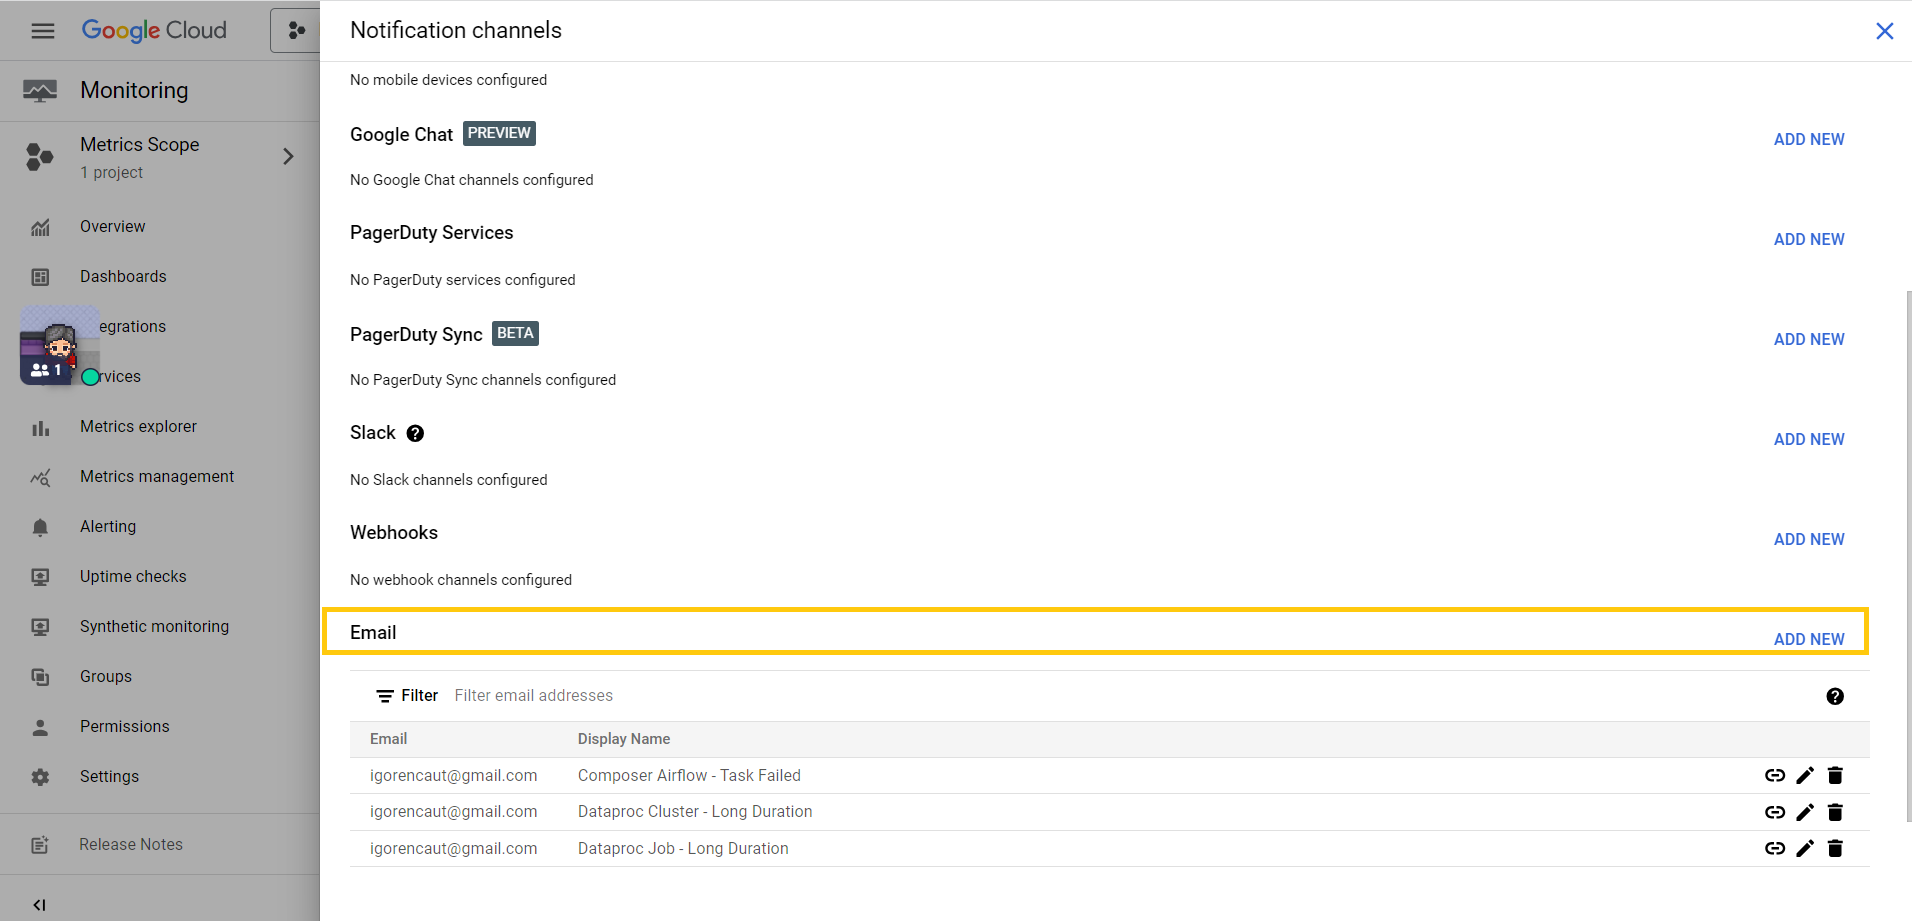 Google Cloud
Monitoring
Metrics Scope
1 project
Overview
Dashboards
egrations
1
rvices
Metrics explorer
Metrics management
Alerting
Uptime checks
Synthetic monitoring
Groups
Permissions
Settings
Release Notes
Notification channels
No mobile devices configured
Google Chat PREVIEW
ADD NEW
No Google Chat channels configured
PagerDuty Services
ADD NEW
No PagerDuty services configured
PagerDuty Sync BETA
ADD NEW
No PagerDuty Sync channels configured
Slack ?
ADD NEW
No Slack channels configured
Webhooks
ADD NEW
No webhook channels configured
Email
ADD NEW
Filter Filter email addresses ?
Email Display Name
igorencaut@gmail.com Composer Airflow - Task Failed
igorencaut@gmail.com Dataproc Cluster - Long Duration
igorencaut@gmail.com Dataproc Job - Long Duration